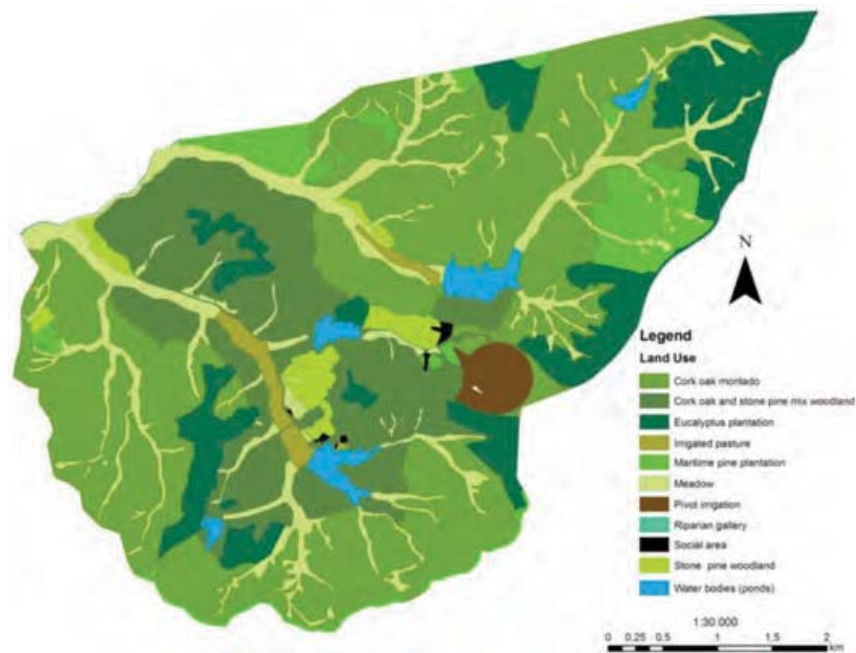 N
Legend
Land Use
Cork oak montado
Cork oak and stone pine mix woodland
Eucalyptus plantation
Irrigated pasture
Maritime pine plantation
Meadow
Pivot irrigation
Riparian gallery
Social area
Stone pine woodland
Water bodies (ponds)
1:30 000
0 0,25 0,5 1 1,5 2
km